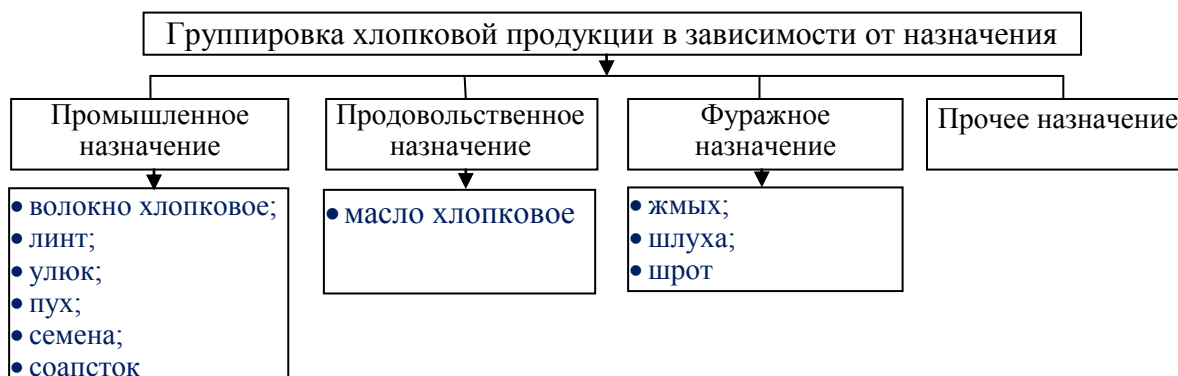 Группировка хлопковой продукции в зависимости от назначения
Промышленное
назначение
Продовольственное
назначение
Фуражное
назначение
Прочее назначение
• волокно хлопковое;
• линт;
• улюк;
• пух;
• семена;
• соапсток
• масло хлопковое
• жмых;
• шлуха;
• шрот